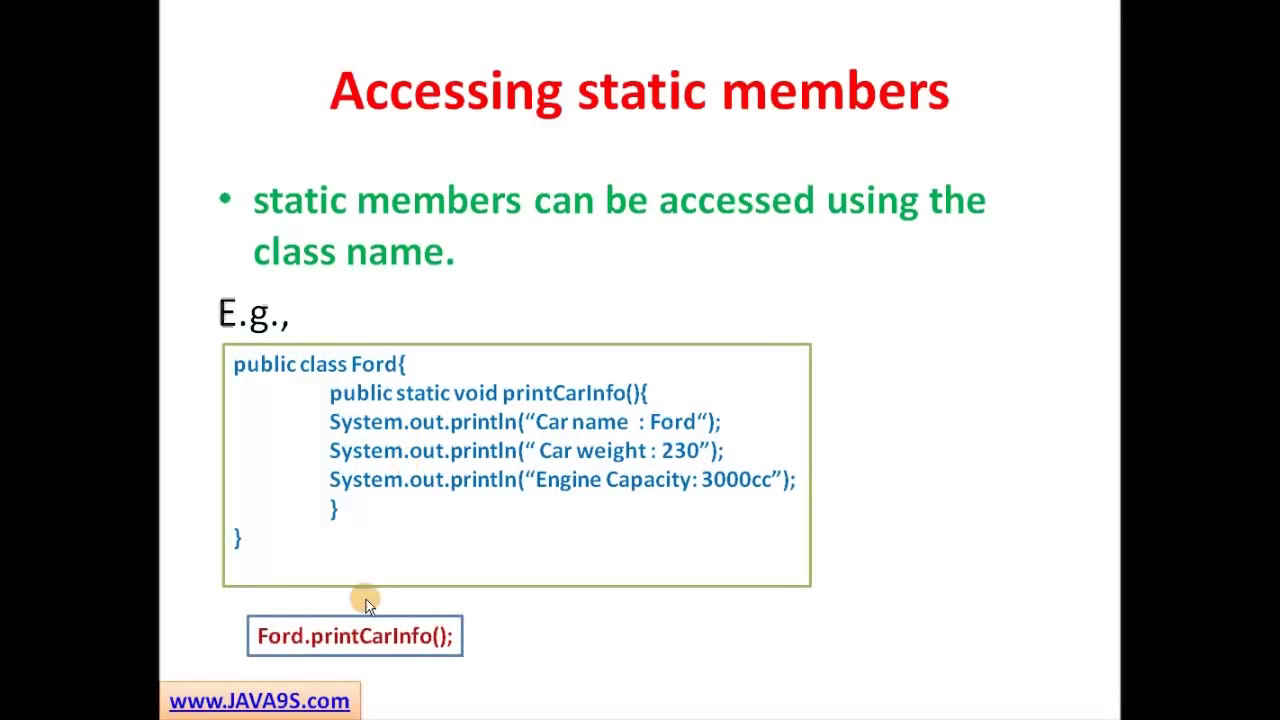 Accessing static members
• static members can be accessed using the
class name.
E.g.,
public class Ford{
public static void printCarInfo(){
System.out.println(“Car name  : Ford“);
System.out.println(“ Car weight : 230”);
System.out.println(“Engine Capacity: 3000cc”);
}
}
Ford.printCarInfo();
www.JAVA9S.com